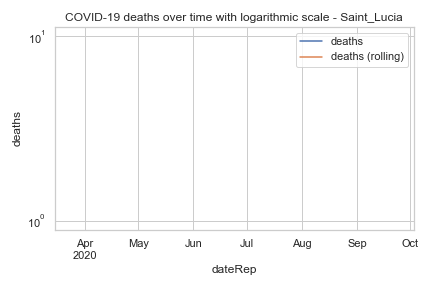 COVID-19 deaths over time with logarithmic scale - Saint_Lucia
10¹
deaths
deaths (rolling)
deaths
10⁰
Apr May Jun Jul Aug Sep Oct
2020
dateRep